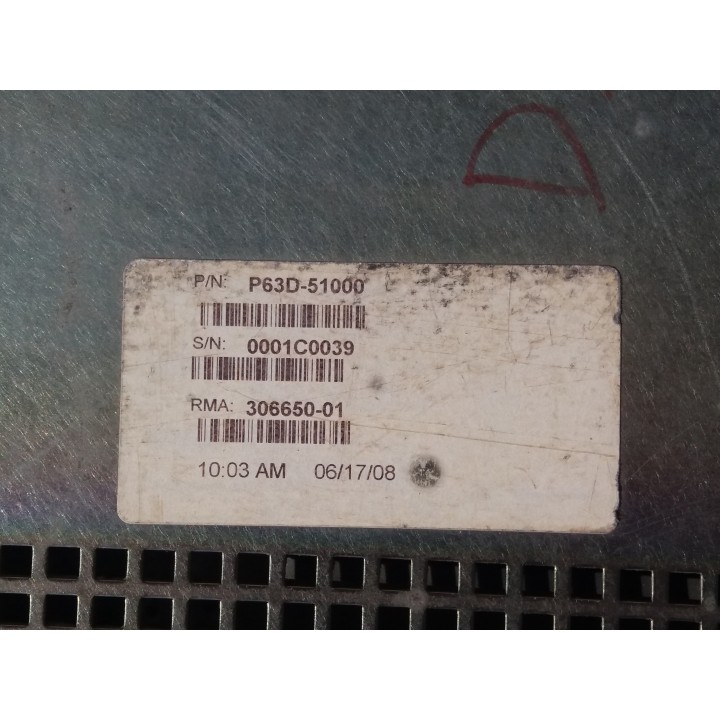 P/N: P63D-51000
S/N: 0001C0039
RMA: 306650-01
10:03 AM 06/17/08